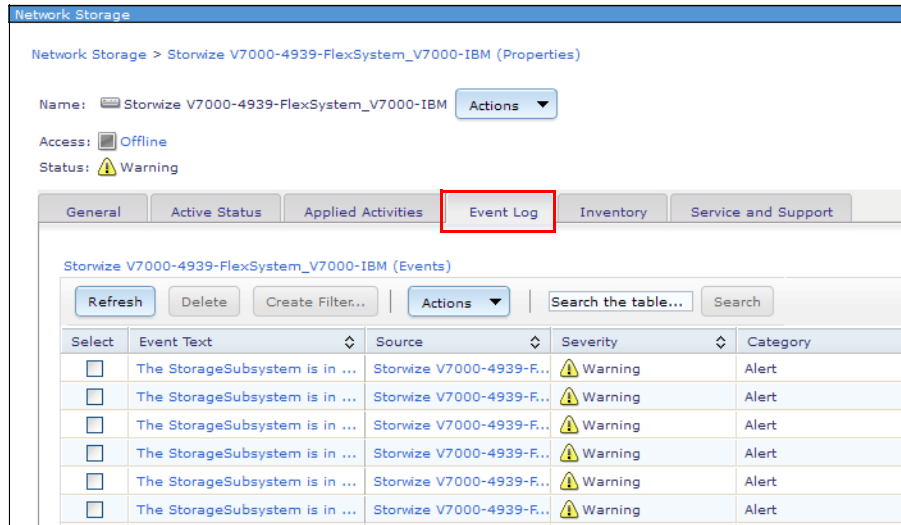 Network Storage
Network Storage > Storwize V7000-4939-FlexSystem_V7000-IBM (Properties)
Name: Storwize V7000-4939-FlexSystem_V7000-IBM Actions
Access: Offline
Status: Warning
General Active Status Applied Activities Event Log Inventory Service and Support
Storwize V7000-4939-FlexSystem_V7000-IBM (Events)
Refresh Delete Create Filter... Actions Search the table... Search
Select Event Text Source Severity Category
The StorageSubsystem is in ... Storwize V7000-4939-F... Warning Alert
The StorageSubsystem is in ... Storwize V7000-4939-F... Warning Alert
The StorageSubsystem is in ... Storwize V7000-4939-F... Warning Alert
The StorageSubsystem is in ... Storwize V7000-4939-F... Warning Alert
The StorageSubsystem is in ... Storwize V7000-4939-F... Warning Alert
The StorageSubsystem is in ... Storwize V7000-4939-F... Warning Alert